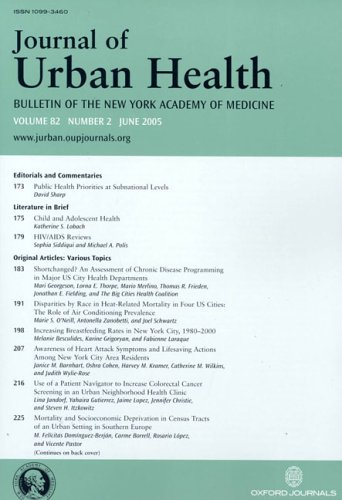 ISSN 1099-3460
Journal of
Urban Health
BULLETIN OF THE NEW YORK ACADEMY OF MEDICINE
VOLUME 82 NUMBER 2 JUNE 2005
www.jurban.oupjournals.org
Editorials and Commentaries
173 Public Health Priorities at Subnational Levels
David Sharp
Literature in Brief
175 Child and Adolescent Health
Katherine S. Lobach
179 HIV/AIDS Reviews
Sophia Siddiqui and Michael A. Polis
Original Articles: Various Topics
183 Shortchanged? An Assessment of Chronic Disease Programming
in Major US City Health Departments
Mari Georgeson, Lorna E. Thorpe, Mario Merlino, Thomas R. Frieden,
Jonathan E. Fielding, and The Big Cities Health Coalition
191 Disparities by Race in Heat-Related Mortality in Four US Cities:
The Role of Air Conditioning Prevalence
Marie S. O'Neill, Antonella Zanobetti, and Joel Schwartz
198 Increasing Breastfeeding Rates in New York City, 1980–2000
Melanie Besculides, Karine Grigoryan, and Fabienne Laraque
207 Awareness of Heart Attack Symptoms and Lifesaving Actions
Among New York City Area Residents
Janice M. Barnhart, Oshra Cohen, Harvey M. Kramer, Catherine M. Wilkins,
and Judith Wylie-Rose
216 Use of a Patient Navigator to Increase Colorectal Cancer
Screening in an Urban Neighborhood Health Clinic
Lina Jandorf, Yahaira Gutierrez, Jaime Lopez, Jennifer Christie,
and Steven H. Itzkowitz
225 Mortality and Socioeconomic Deprivation in Census Tracts
of an Urban Setting in Southern Europe
M. Felicitas Domínguez-Berjón, Carme Borrell, Rosario López,
and Vicente Pastor
(Continues on back cover)
OXFORD JOURNALS